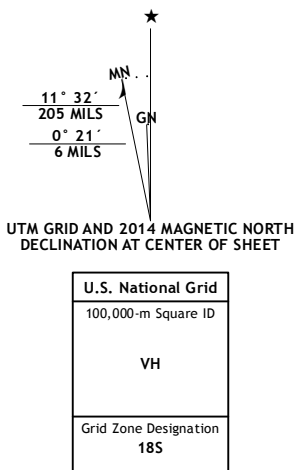 ★
MN
11° 32´
205 MILS
GN
0° 21´
6 MILS
UTM GRID AND 2014 MAGNETIC NORTH
DECLINATION AT CENTER OF SHEET
U.S. National Grid
100,000-m Square ID
VH
Grid Zone Designation
18S